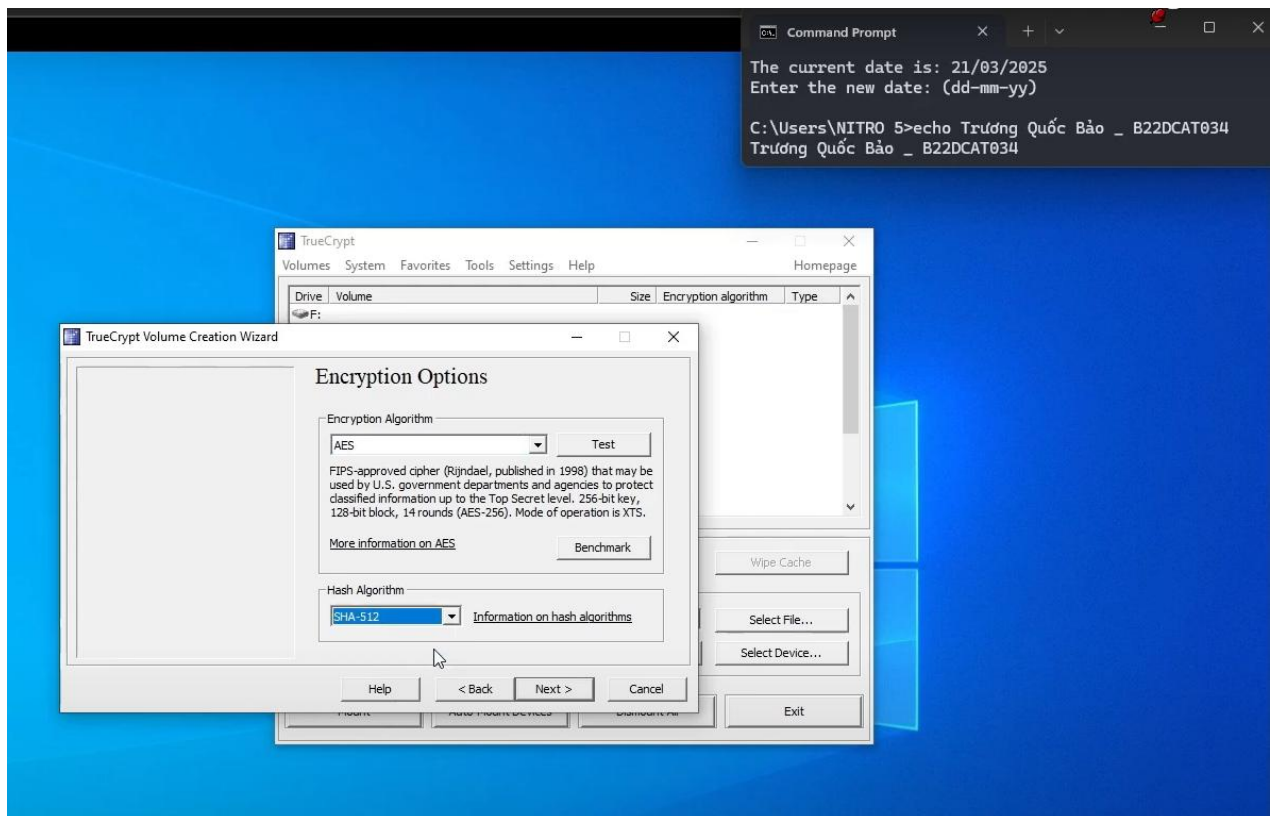 Command Prompt
The current date is: 21/03/2025
Enter the new date: (dd-mm-yy)
C:\Users\NITRO 5>echo Trương Quốc Bảo _ B22DCAT034
Trương Quốc Bảo _ B22DCAT034
TrueCrypt
Volumes System Favorites Tools Settings Help Homepage
Drive Volume Size Encryption algorithm Type
F:
TrueCrypt Volume Creation Wizard
Encryption Options
Encryption Algorithm
AES Test
FIPS-approved cipher (Rijndael, published in 1998) that may be
used by U.S. government departments and agencies to protect
classified information up to the Top Secret level. 256-bit key,
128-bit block, 14 rounds (AES-256). Mode of operation is XTS.
More information on AES Benchmark
Wipe Cache
Hash Algorithm
SHA-512 Information on hash algorithms
Select File...
Select Device...
Help < Back Next > Cancel
Mount Auto-Mount Devices Dismount All Exit